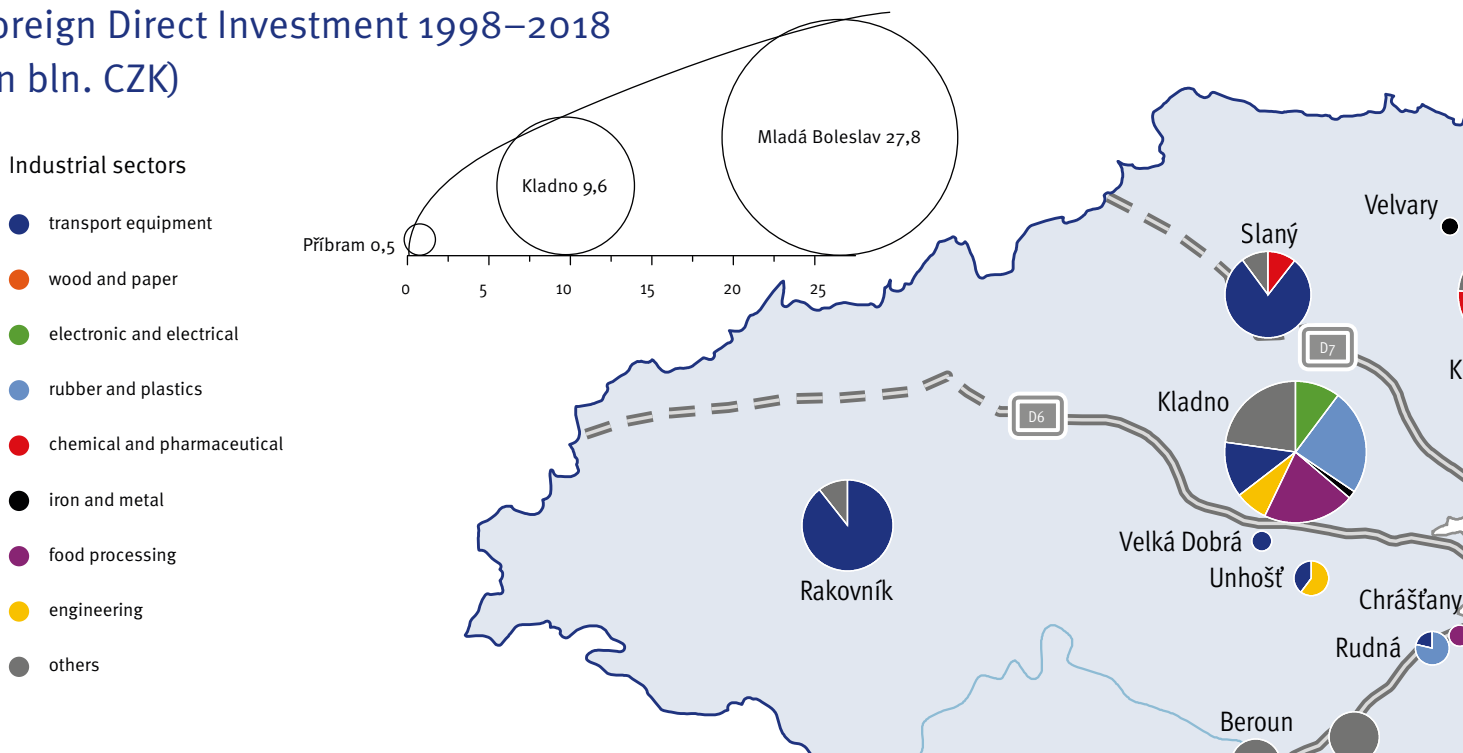 oreign Direct Investment 1998–2018
n bln. CZK)
Industrial sectors
transport equipment
wood and paper
electronic and electrical
rubber and plastics
chemical and pharmaceutical
iron and metal
food processing
engineering
others
Příbram 0,5
Kladno 9,6
Mladá Boleslav 27,8
0 5 10 15 20 25
Velvary
Slaný
D7
K
Kladno
D6
Velká Dobrá
Unhošť
Rakovník
Chrášťany
Rudná
Beroun